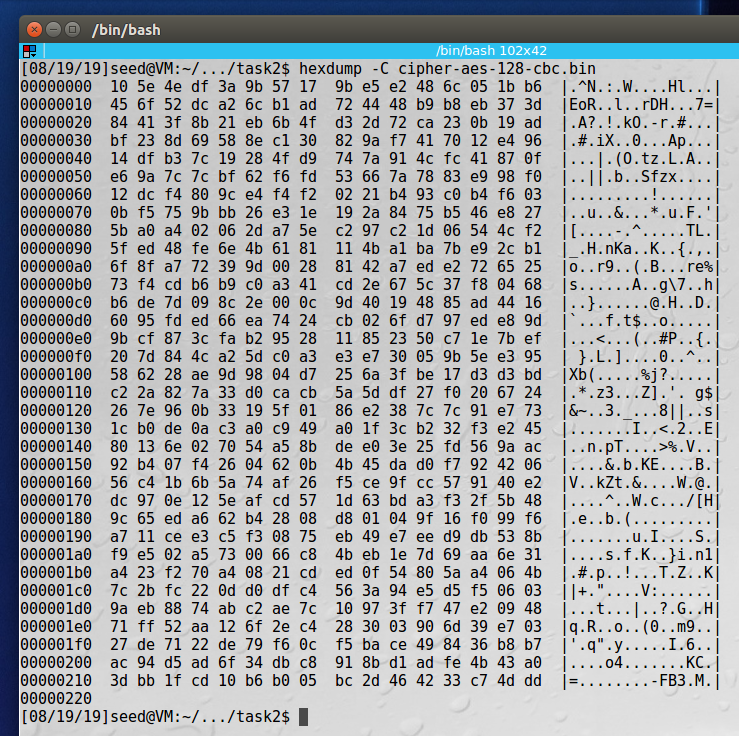 /bin/bash
/bin/bash 102x42
[08/19/19]seed@VM:~/.../task2$ hexdump -C cipher-aes-128-cbc.bin
00000000  10 5e 4e df 3a 9b 57 17  9b e5 e2 48 6c 05 1b b6  |.^N.:.W....Hl...|
00000010  45 6f 52 dc a2 6c b1 ad  72 44 48 b9 b8 eb 37 3d  |EoR..l..rDH...7=|
00000020  84 41 3f 8b 21 eb 6b 4f  d3 2d 72 ca 23 0b 19 ad  |.A?.!.kO.-r.#...|
00000030  bf 23 8d 69 58 8e c1 30  82 9a f7 41 70 12 e4 96  |.#.iX..0...Ap...|
00000040  14 df b3 7c 19 28 4f d9  74 7a 91 4c fc 41 87 0f  |...|.(O.tz.L.A..|
00000050  e6 9a 7c 7c bf 62 f6 fd  53 66 7a 78 83 e9 98 f0  |..||.b..Sfzx....|
00000060  12 dc f4 80 9c e4 f4 f2  02 21 b4 93 c0 b4 f6 03  |.........!......|
00000070  0b f5 75 9b bb 26 e3 1e  19 2a 84 75 b5 46 e8 27  |..u..&...*.u.F.'|
00000080  5b a0 a4 02 06 2d a7 5e  c2 97 c2 1d 06 54 4c f2  |[....-.^.....TL.|
00000090  5f ed 48 fe 6e 4b 61 81  11 4b a1 ba 7b e9 2c b1  |_.H.nKa..K..{.,.|
000000a0  6f 8f a7 72 39 9d 00 28  81 42 a7 ed e2 72 65 25  |o..r9..(.B...re%|
000000b0  73 f4 cd b6 b9 c0 a3 41  cd 2e 67 5c 37 f8 04 68  |s......A..g\7..h|
000000c0  b6 de 7d 09 8c 2e 00 0c  9d 40 19 48 85 ad 44 16  |..}......@.H..D.|
000000d0  60 95 fd ed 66 ea 74 24  cb 02 6f d7 97 ed e8 9d  |`...f.t$..o.....|
000000e0  9b cf 87 3c fa b2 95 28  11 85 23 50 c7 1e 7b ef  |...<...(..#P..{.|
000000f0  20 7d 84 4c a2 5d c0 a3  e3 e7 30 05 9b 5e e3 95  | }.L.]....0..^..|
00000100  58 62 28 ae 9d 98 04 d7  25 6a 3f be 17 d3 d3 bd  |Xb(.....%j?.....|
00000110  c2 2a 82 7a 33 d0 ca cb  5a 5d df 27 f0 20 67 24  |.*.z3...Z].'. g$|
00000120  26 7e 96 0b 33 19 5f 01  86 e2 38 7c 7c 91 e7 73  |&~..3._...8||..s|
00000130  1c b0 de 0a c3 a0 c9 49  a0 1f 3c b2 32 f3 e2 45  |.......I..<.2..E|
00000140  80 13 6e 02 70 54 a5 8b  de e0 3e 25 fd 56 9a ac  |..n.pT....>%.V..|
00000150  92 b4 07 f4 26 04 62 0b  4b 45 da d0 f7 92 42 06  |....&.b.KE....B.|
00000160  56 c4 1b 6b 5a 74 af 26  f5 ce 9f cc 57 91 40 e2  |V..kZt.&....W.@.|
00000170  dc 97 0e 12 5e af cd 57  1d 63 bd a3 f3 2f 5b 48  |....^..W.c.../[H|
00000180  9c 65 ed a6 62 b4 28 08  d8 01 04 9f 16 f0 99 f6  |.e..b.(.........|
00000190  a7 11 ce e3 c5 f3 08 75  eb 49 e7 ee d9 db 53 8b  |.......u.I....S.|
000001a0  f9 e5 02 a5 73 00 66 c8  4b eb 1e 7d 69 aa 6e 31  |....s.f.K..}i.n1|
000001b0  a4 23 f2 70 a4 08 21 cd  ed 0f 54 80 5a a4 06 4b  |.#.p..!...T.Z..K|
000001c0  7c 2b fc 22 0d d0 df c4  56 3a 94 e5 d5 f5 06 03  ||+."....V:......|
000001d0  9a eb 88 74 ab c2 ae 7c  10 97 3f f7 47 e2 09 48  |...t...|..?.G..H|
000001e0  71 ff 52 aa 12 6f 2e c4  28 30 03 90 6d 39 e7 03  |q.R..o..(0..m9..|
000001f0  27 de 71 22 de 79 f6 0c  f5 ba ce 49 84 36 b8 b7  |'.q".y.....I.6..|
00000200  ac 94 d5 ad 6f 34 db c8  91 8b d1 ad fe 4b 43 a0  |....o4.......KC.|
00000210  3d bb 1f cd 10 b6 b0 05  bc 2d 46 42 33 c7 4d dd  |=........-FB3.M.|
00000220
[08/19/19]seed@VM:~/.../task2$